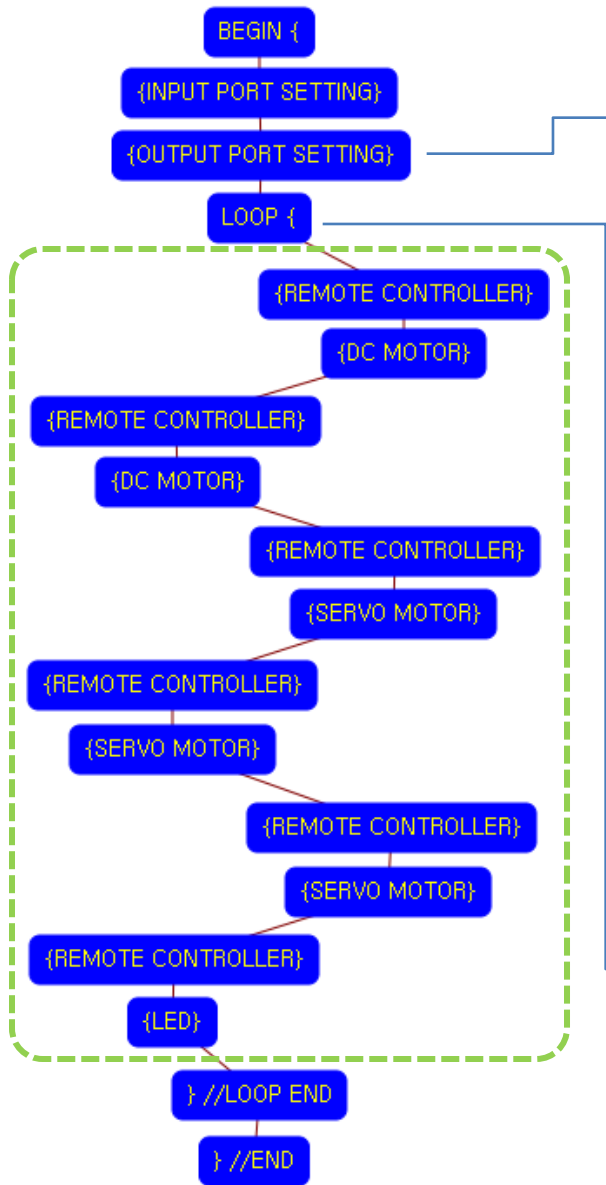 BEGIN {
{INPUT PORT SETTING}
{OUTPUT PORT SETTING}
LOOP {
{REMOTE CONTROLLER}
{DC MOTOR}
{REMOTE CONTROLLER}
{DC MOTOR}
{REMOTE CONTROLLER}
{SERVO MOTOR}
{REMOTE CONTROLLER}
{SERVO MOTOR}
{REMOTE CONTROLLER}
{SERVO MOTOR}
{REMOTE CONTROLLER}
{LED}
} //LOOP END
} //END